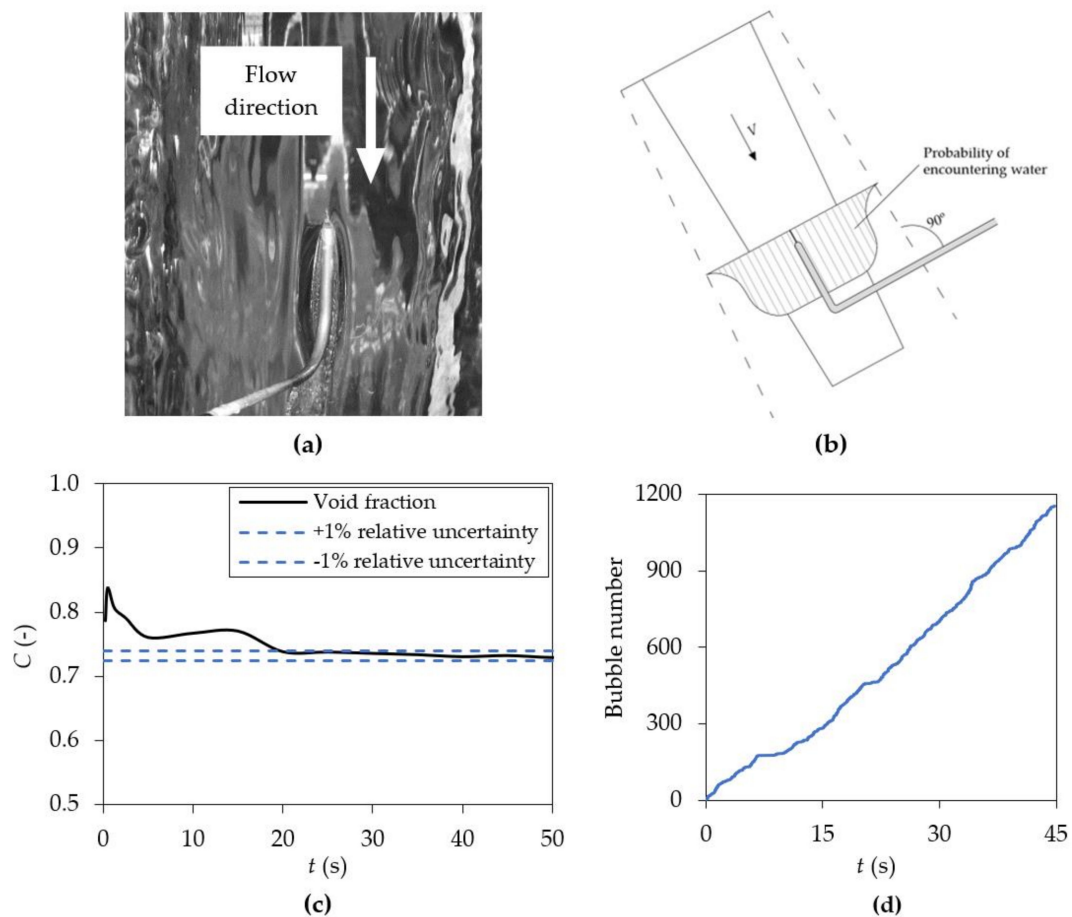 Flow
direction
(a)
V
Probability of
encountering water
90º
(b)
1.0
0.9
0.8
0.7
0.6
0.5
C (-)
Void fraction
+1% relative uncertainty
-1% relative uncertainty
0
10
20
30
40
50
t (s)
(c)
1200
900
600
300
0
Bubble number
0
15
30
45
t (s)
(d)